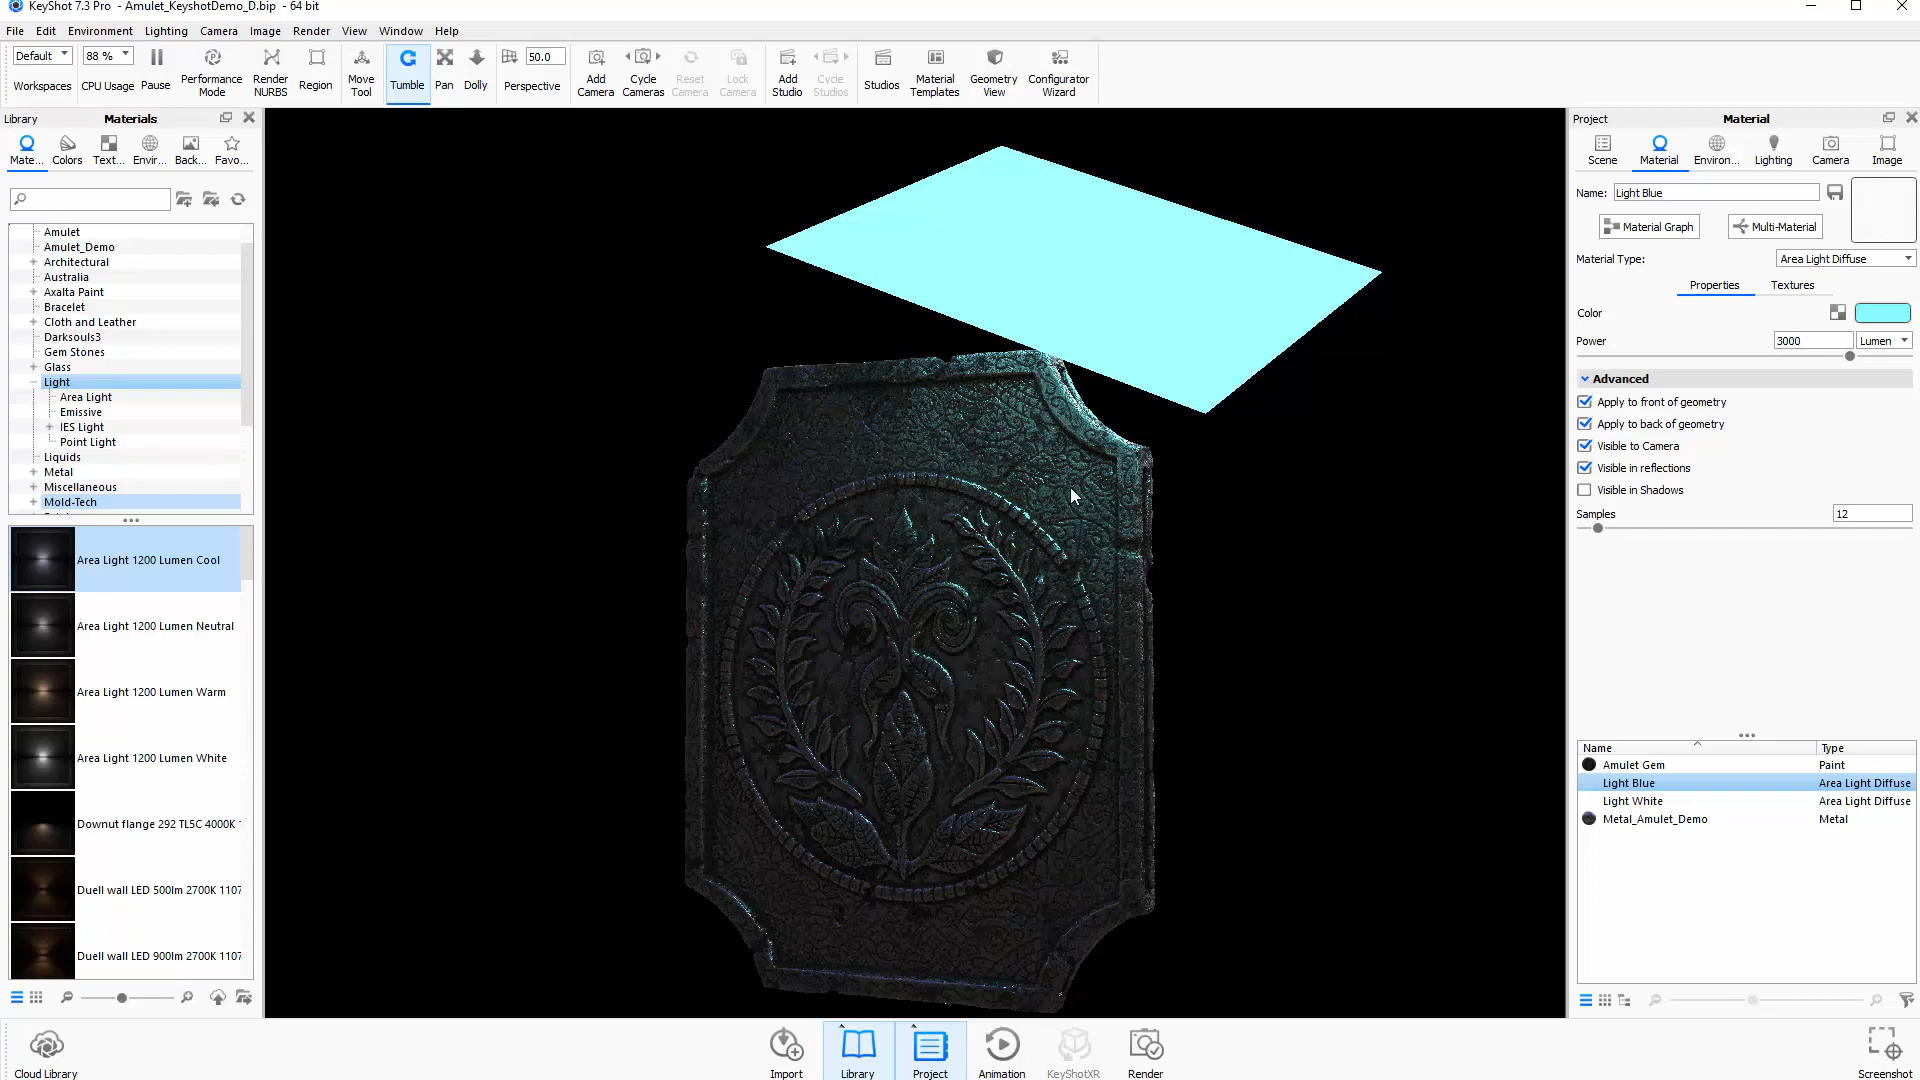 KeyShot 7.3 Pro - Amulet_KeyshotDemo_D.bip - 64 bit
File Edit Environment Lighting Camera Image Render View Window Help
Default
88 %
50.0
Workspaces
CPU Usage
Pause
Performance Mode
Render NURBS
Region
Move Tool
Tumble
Pan
Dolly
Perspective
Add Camera
Cycle Cameras
Reset Camera
Lock Camera
Add Studio
Cycle Studios
Studios
Material Templates
Geometry View
Configurator Wizard
Library Materials
Mate... Colors Text... Envir... Back... Favo...
Amulet
Amulet_Demo
Architectural
Australia
Axalta Paint
Bracelet
Cloth and Leather
Darksouls3
Gem Stones
Glass
Light
Area Light
Emissive
IES Light
Point Light
Liquids
Metal
Miscellaneous
Mold-Tech
Area Light 1200 Lumen Cool
Area Light 1200 Lumen Neutral
Area Light 1200 Lumen Warm
Area Light 1200 Lumen White
Downut flange 292 TL5C 4000K
Duell wall LED 500lm 2700K 1107
Duell wall LED 900lm 2700K 1107
Project Material
Scene Material Environ... Lighting Camera Image
Name: Light Blue
Material Graph Multi-Material
Material Type: Area Light Diffuse
Properties Textures
Color
Power 3000 Lumen
Advanced
Apply to front of geometry
Apply to back of geometry
Visible to Camera
Visible in reflections
Visible in Shadows
Samples 12
Name Type
Amulet Gem Paint
Light Blue Area Light Diffuse
Light White Area Light Diffuse
Metal_Amulet_Demo Metal
Cloud Library
Import
Library
Project
Animation
KeyShotXR
Render
Screenshot